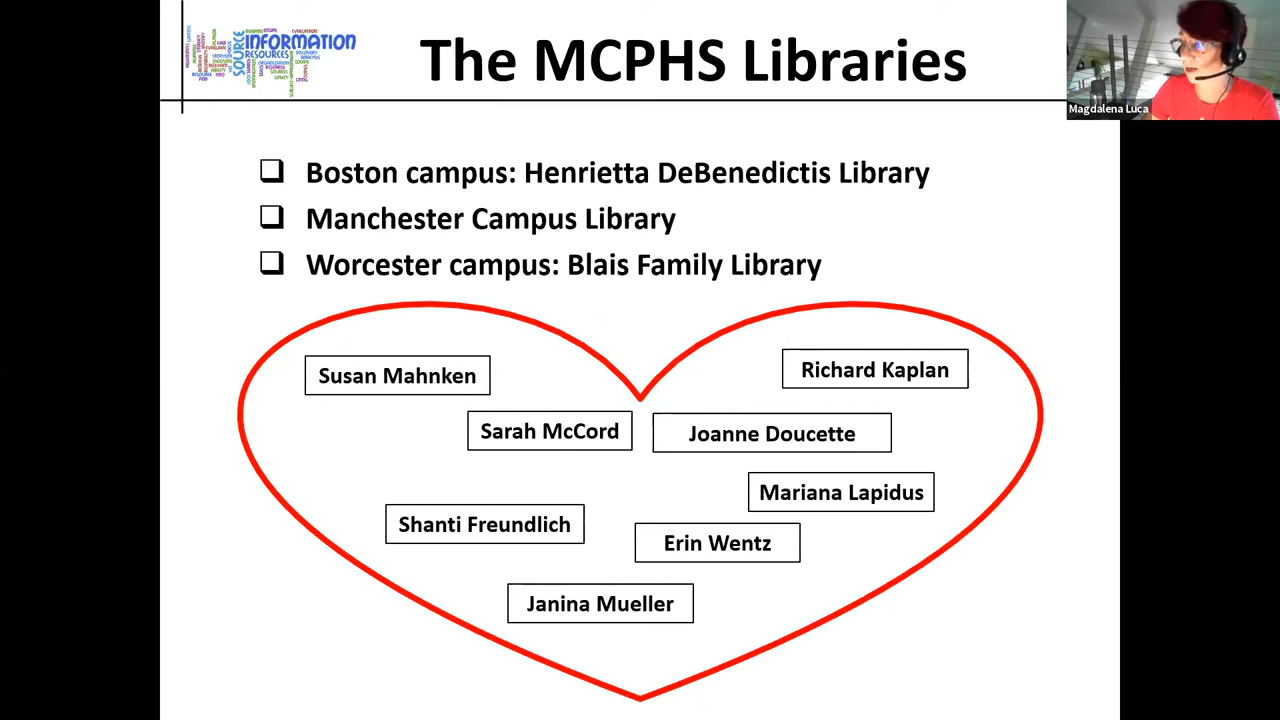 INFORMATION
SOURCE
RESOURCES
The MCPHS Libraries
Magdalena Luca
Boston campus: Henrietta DeBenedictis Library
Manchester Campus Library
Worcester campus: Blais Family Library
Susan Mahnken
Richard Kaplan
Sarah McCord
Joanne Doucette
Mariana Lapidus
Shanti Freundlich
Erin Wentz
Janina Mueller